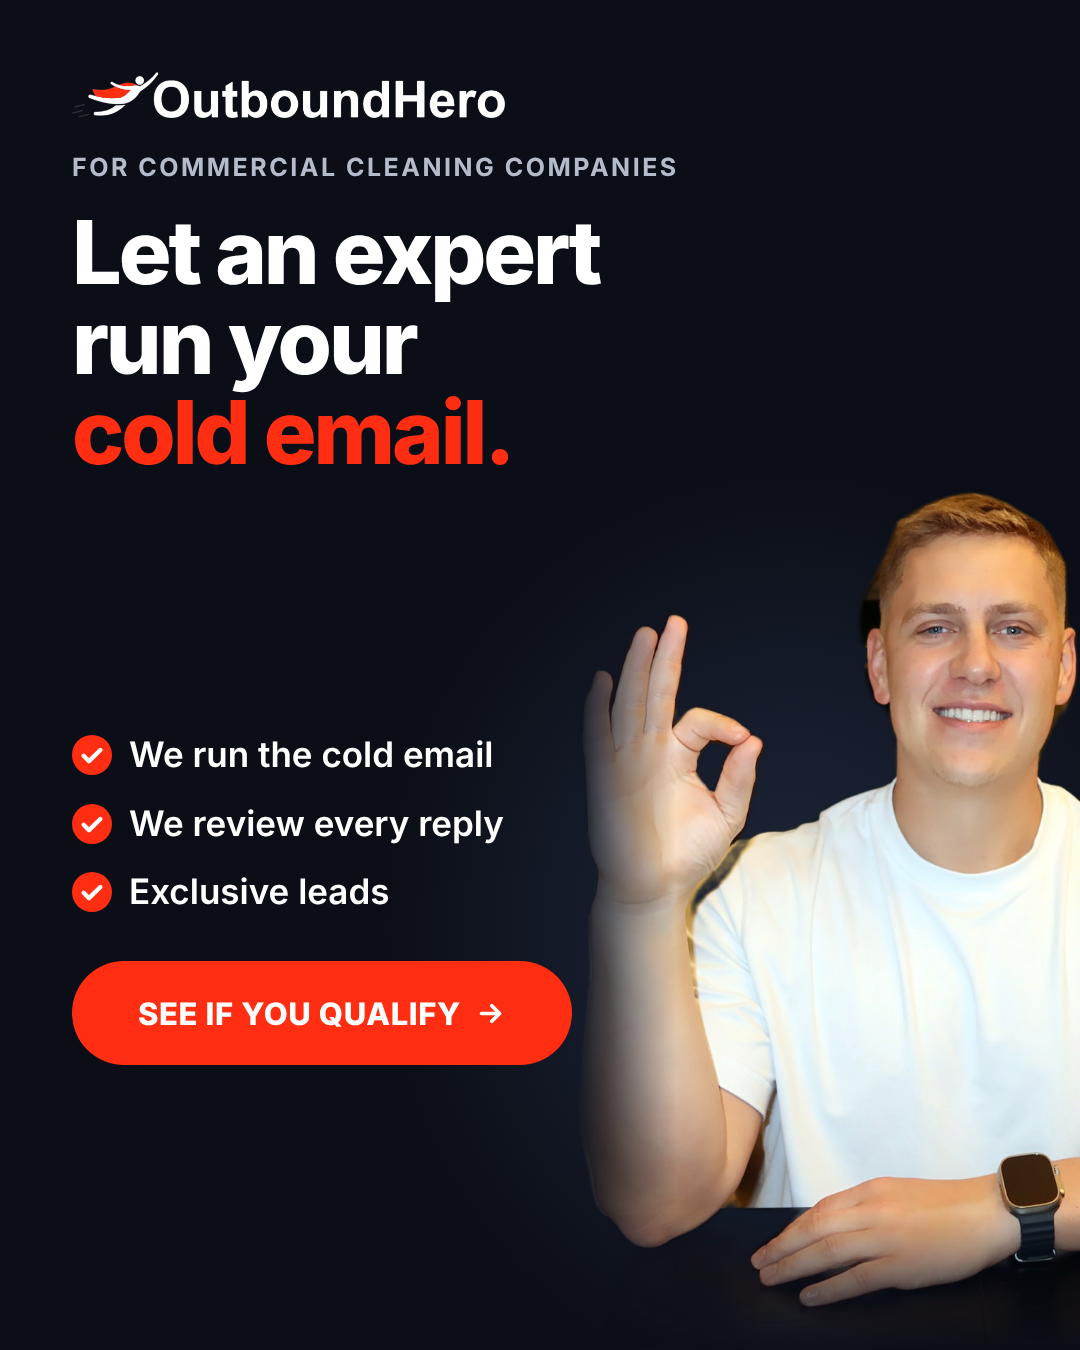 OutboundHero
FOR COMMERCIAL CLEANING COMPANIES
Let an expert
run your
cold email.
We run the cold email
We review every reply
Exclusive leads
SEE IF YOU QUALIFY →